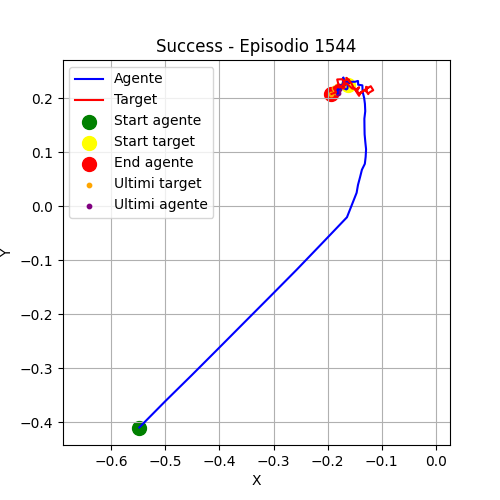 Success - Episodio 1544
Agente
Target
Start agente
Start target
End agente
Ultimi target
Ultimi agente
0.2
0.1
0.0
−0.1
−0.2
−0.3
−0.4
Y
−0.6
−0.5
−0.4
−0.3
−0.2
−0.1
0.0
X